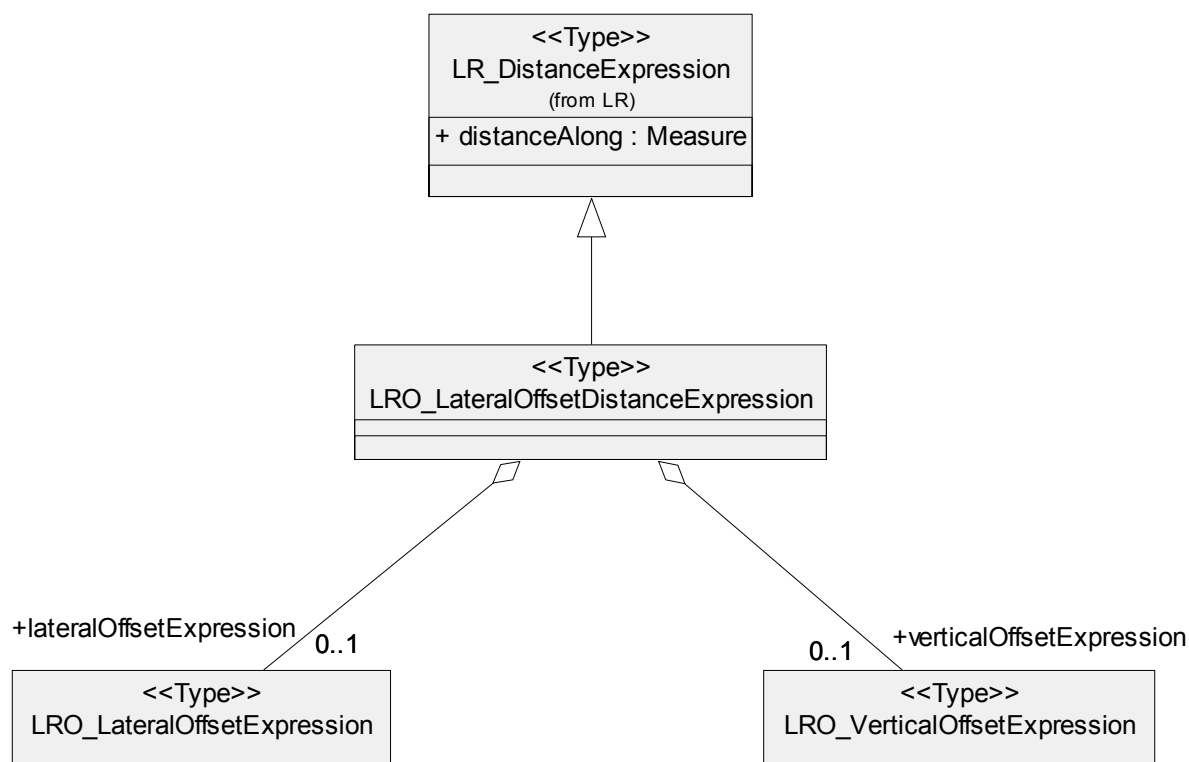 <<Type>>
LR_DistanceExpression
(from LR)
+ distanceAlong : Measure
<<Type>>
LRO_LateralOffsetDistanceExpression
+lateralOffsetExpression
0..1
0..1
+verticalOffsetExpression
<<Type>>
LRO_LateralOffsetExpression
<<Type>>
LRO_VerticalOffsetExpression